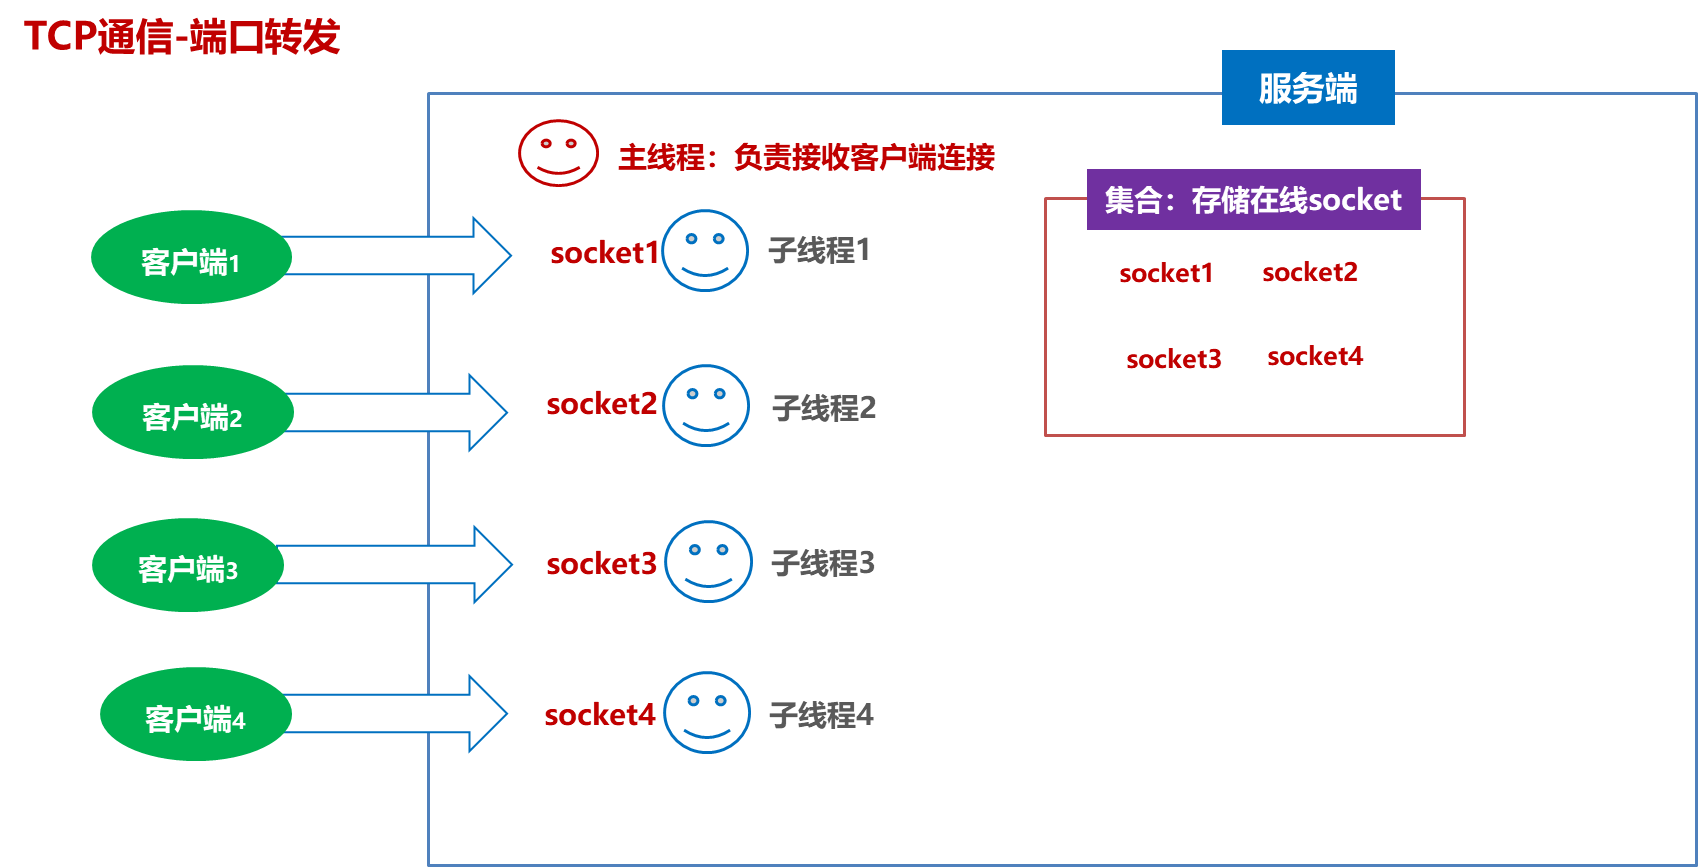 TCP通信-端口转发
服务端
主线程：负责接收客户端连接
集合：存储在线socket
客户端1
socket1
子线程1
socket1
socket2
客户端2
socket2
子线程2
socket3
socket4
客户端3
socket3
子线程3
客户端4
socket4
子线程4